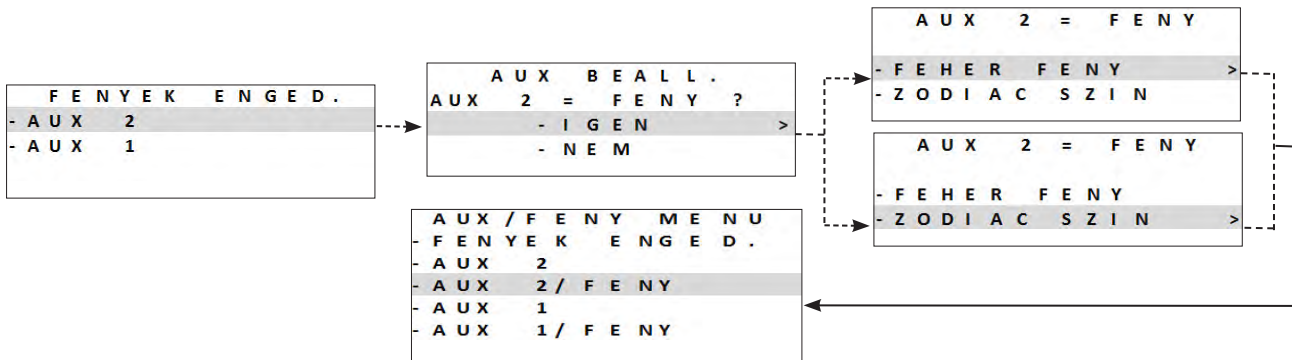 FENYEK ENGED.
-AUX 2
-AUX 1
AUX BEALL.
AUX 2 = FENY ?
- IGEN >
- NEM
AUX 2 = FENY
-FEHER FENY >
-ZODIAC SZIN
AUX 2 = FENY
-FEHER FENY
-ZODIAC SZIN >
AUX/FENY MENU
- FENYEK ENGED.
- AUX 2
- AUX 2/ FENY
- AUX 1
- AUX 1/ FENY